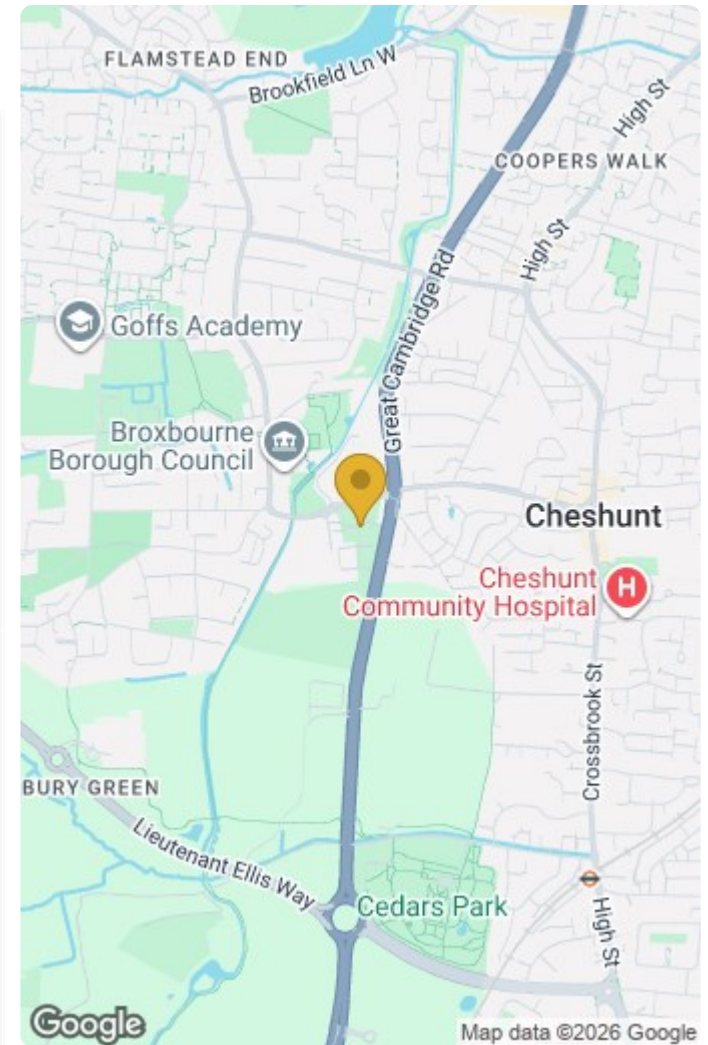 FLAMSTEAD END
Brookfield Ln W
High St
COOPERS WALK
High St
Great Cambridge Rd
Goffs Academy
Broxbourne
Borough Council
Cheshunt
Cheshunt
Community Hospital
H
Crossbrook St
BURY GREEN
Lieutenant Ellis Way
Cedars Park
High St
Google
Map data ©2026 Google